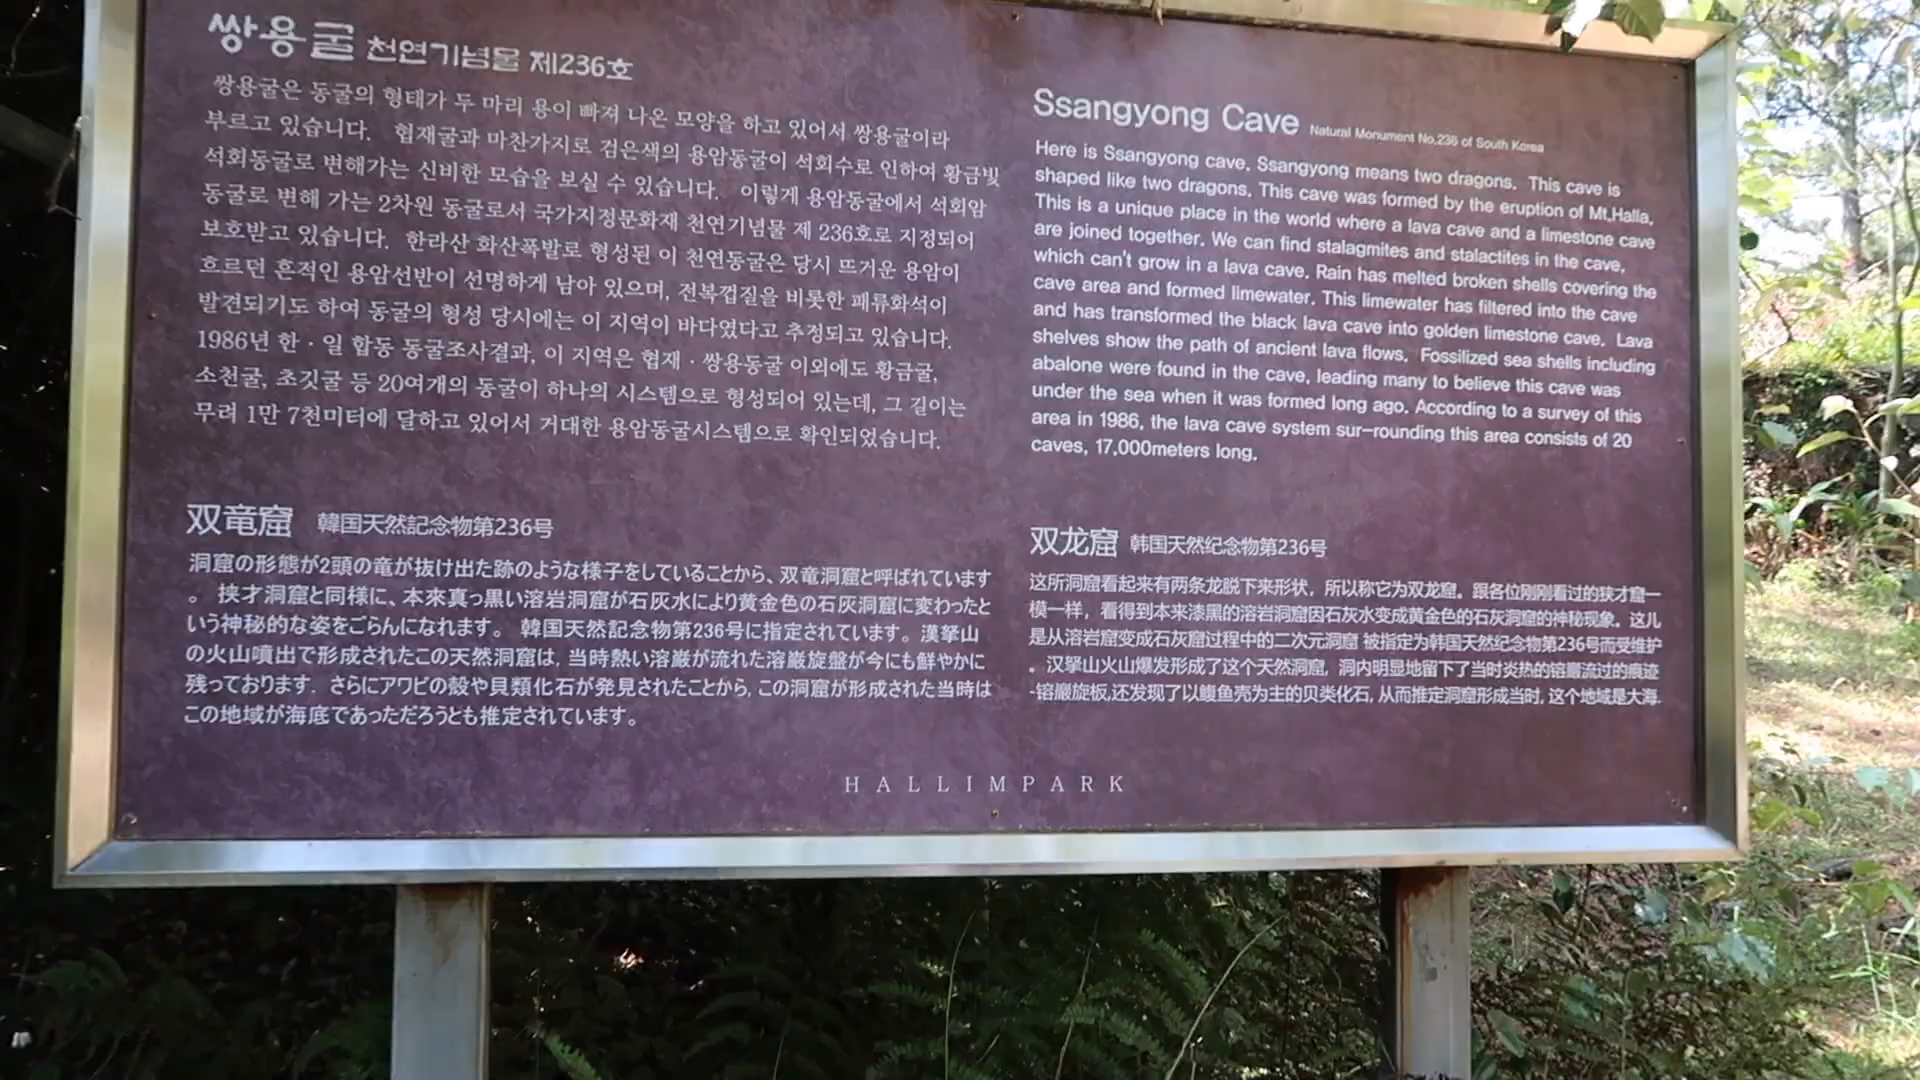 쌍용굴 천연기념물 제236호
쌍용굴은 동굴의 형태가 두 마리 용이 빠져 나온 모양을 하고 있어서 쌍용굴이라
부르고 있습니다. 협재굴과 마찬가지로 검은색의 용암동굴이 석회수로 인하여 황금빛
석회동굴로 변해가는 신비한 모습을 보실 수 있습니다. 이렇게 용암동굴에서 석회암
동굴로 변해 가는 2차원 동굴로서 국가지정문화재 천연기념물 제 236호로 지정되어
보호받고 있습니다. 한라산 화산폭발로 형성된 이 천연동굴은 당시 뜨거운 용암이
흐르던 흔적인 용암선반이 선명하게 남아 있으며, 전복껍질을 비롯한 패류화석이
발견되기도 하여 동굴의 형성 당시에는 이 지역이 바다였다고 추정되고 있습니다.
1986년 한 · 일 합동 동굴조사결과, 이 지역은 협재 · 쌍용동굴 이외에도 황금굴,
소천굴, 초깃굴 등 20여개의 동굴이 하나의 시스템으로 형성되어 있는데, 그 길이는
무려 1만 7천미터에 달하고 있어서 거대한 용암동굴시스템으로 확인되었습니다.
Ssangyong Cave Natural Monument No.236 of South Korea
Here is Ssangyong cave. Ssangyong means two dragons. This cave is
shaped like two dragons. This cave was formed by the eruption of Mt.Halla.
This is a unique place in the world where a lava cave and a limestone cave
are joined together. We can find stalagmites and stalactites in the cave,
which can't grow in a lava cave. Rain has melted broken shells covering the
cave area and formed limewater. This limewater has filtered into the cave
and has transformed the black lava cave into golden limestone cave. Lava
shelves show the path of ancient lava flows. Fossilized sea shells including
abalone were found in the cave, leading many to believe this cave was
under the sea when it was formed long ago. According to a survey of this
area in 1986, the lava cave system sur-rounding this area consists of 20
caves, 17,000meters long.
双竜窟 韓国天然記念物第236号
洞窟の形態が2頭の竜が抜け出た跡のような様子をしていることから、双竜洞窟と呼ばれています
。 挟才洞窟と同様に、本来真っ黒い溶岩洞窟が石灰水により黄金色の石灰洞窟に変わったと
いう神秘的な姿をごらんになれます。 韓国天然記念物第236号に指定されています。漢拏山
の火山噴出で形成されたこの天然洞窟は, 当時熱い溶巌が流れた溶巌旋盤が今にも鮮やかに
残っております. さらにアワビの殻や貝類化石が発見されたことから, この洞窟が形成された当時は
この地域が海底であっただろうとも推定されています。
双龙窟 韩国天然纪念物第236号
这所洞窟看起来有两条龙脱下来形状，所以称它为双龙窟。跟各位刚刚看过的狭才窟一
模一样，看得到本来漆黑的溶岩洞窟因石灰水变成黄金色的石灰洞窟的神秘现象。这儿
是从溶岩窟变成石灰窟过程中的二次元洞窟 被指定为韩国天然纪念物第236号而受维护
。汉拏山火山爆发形成了这个天然洞窟, 洞内明显地留下了当时炎热的镕巖流过的痕迹
-镕巖旋板,还发现了以鳆鱼壳为主的贝类化石, 从而推定洞窟形成当时, 这个地域是大海.
HALLIMPARK